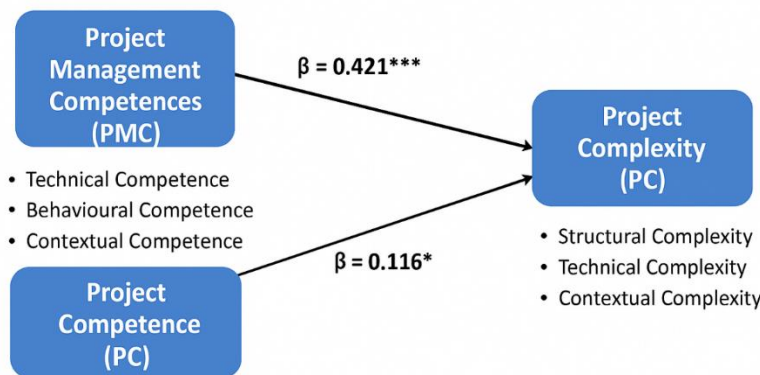 Project
Management
Competences
(PMC)
β = 0.421***
• Technical Competence
• Behavioural Competence
• Contextual Competence
Project
Competence
(PC)
β = 0.116*
Project
Complexity
(PC)
• Structural Complexity
• Technical Complexity
• Contextual Complexity